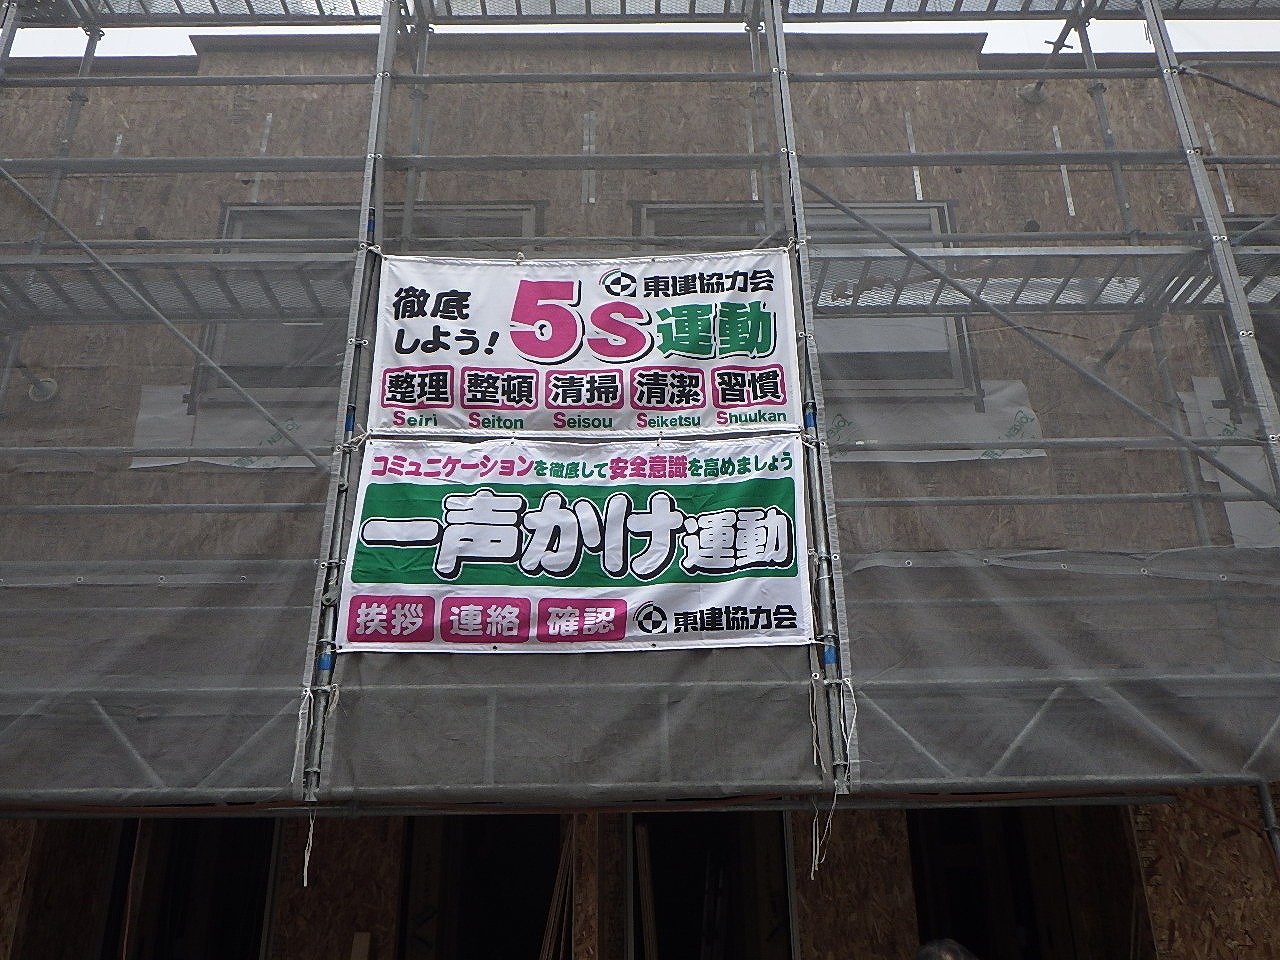 東建協力会
徹底しよう！
5S運動
整理 整頓 清掃 清潔 習慣
Seiri Seiton Seisou Seiketsu Shuukan
コミュニケーションを徹底して安全意識を高めましょう
一声かけ運動
挨拶 連絡 確認 東建協力会